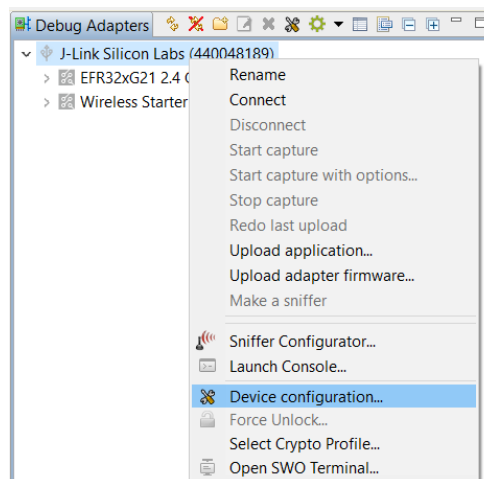 Debug Adapters
J-Link Silicon Labs (440048189)
EFR32xG21 2.4
Wireless Starter
Rename
Connect
Disconnect
Start capture
Start capture with options...
Stop capture
Redo last upload
Upload application...
Upload adapter firmware...
Make a sniffer
Sniffer Configurator...
Launch Console...
Device configuration...
Force Unlock...
Select Crypto Profile...
Open SWO Terminal...